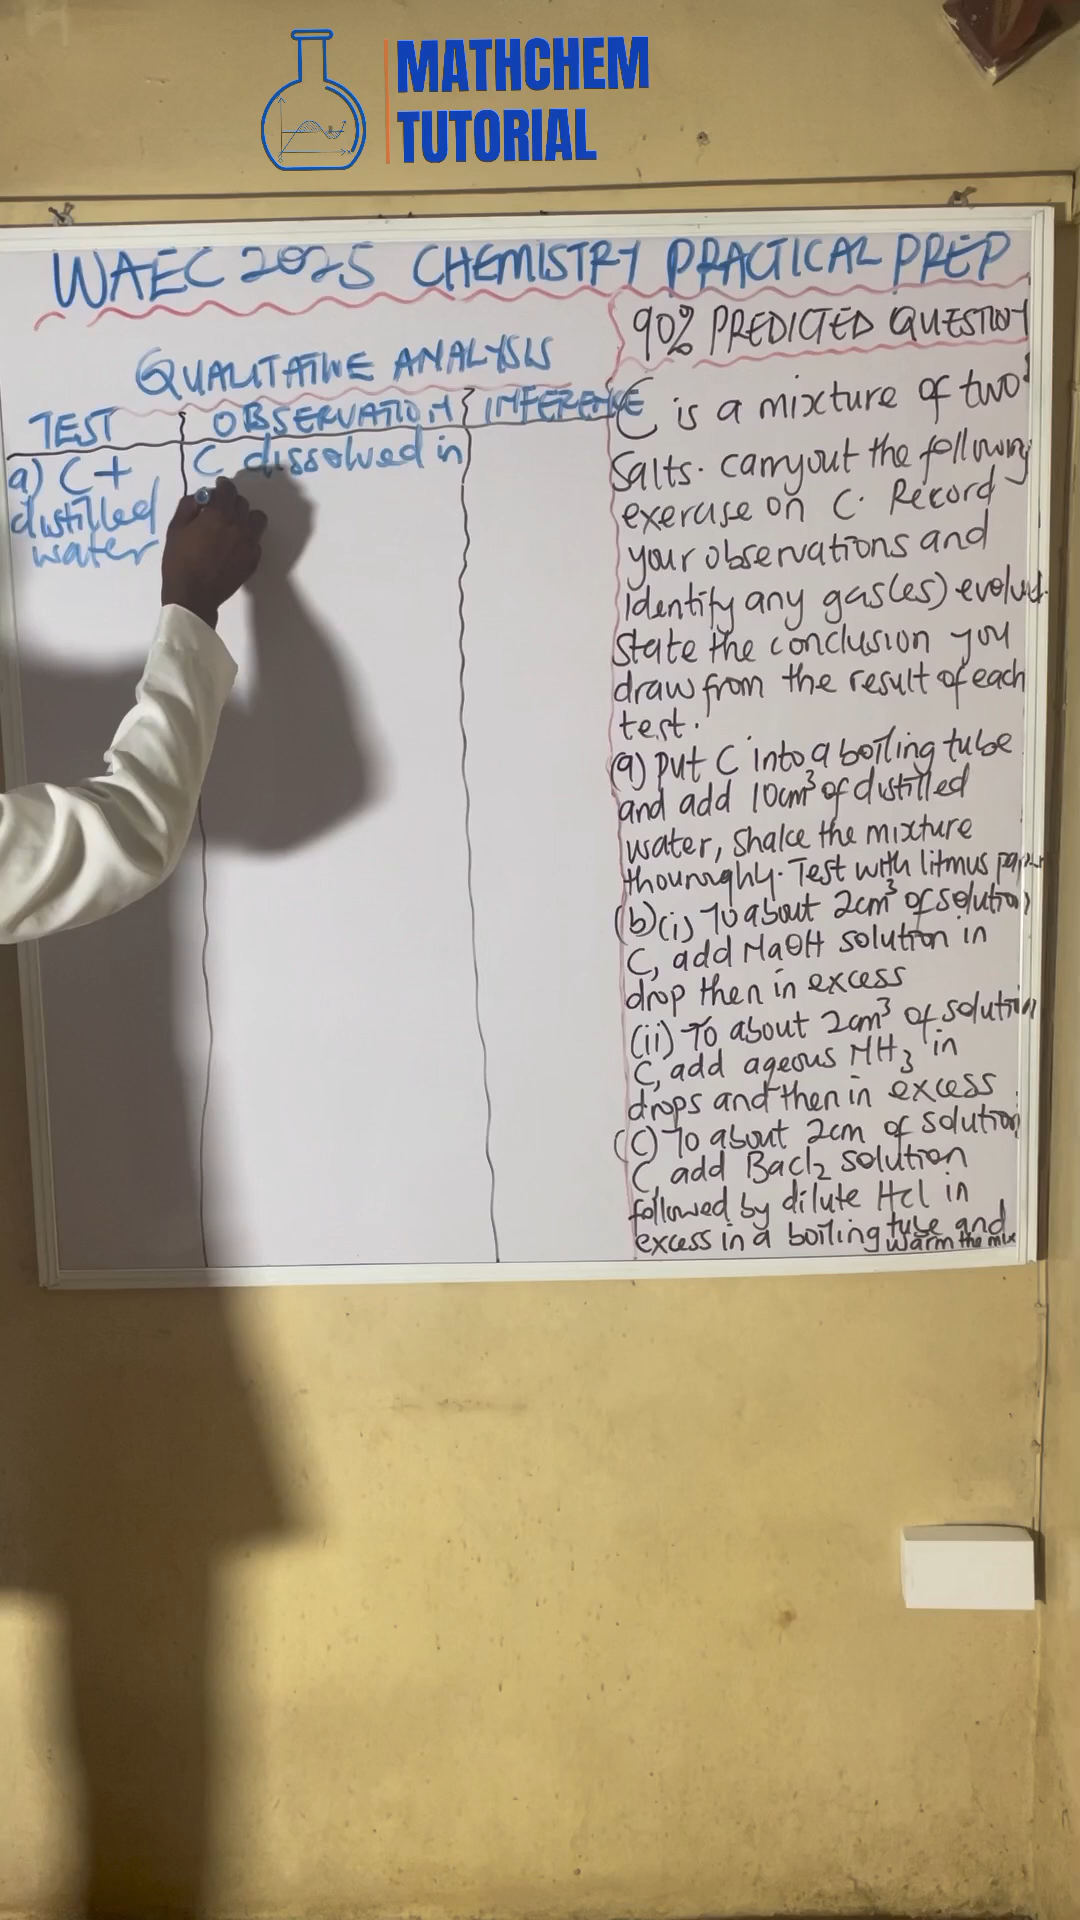 MATHCHEM
TUTORIAL
WAEC 2025 CHEMISTRY PRACTICAL PREP
90% PREDICTED QUESTION
QUALITATIVE ANALYSIS
TEST OBSERVATION INFERENCE
a) C +
distilled
water
C dissolved in
C is a mixture of two
Salts. carryout the following
exercise on C. Record
your observations and
identify any gas(es) evolved.
State the conclusion you
draw from the result of each
test.
(a) put C into a boiling tube
and add 10cm³ of distilled
water, shake the mixture
thouroughly. Test with litmus paper
(b)(i) To about 2cm³ of solution
C, add NaOH solution in
drop then in excess
(ii) To about 2cm³ of solution
C, add aqeous NH3 in
drops and then in excess
(c) To about 2cm of solution
C, add Bacl2 solution
followed by dilute Hcl in
excess in a boiling tube and
warm the mix